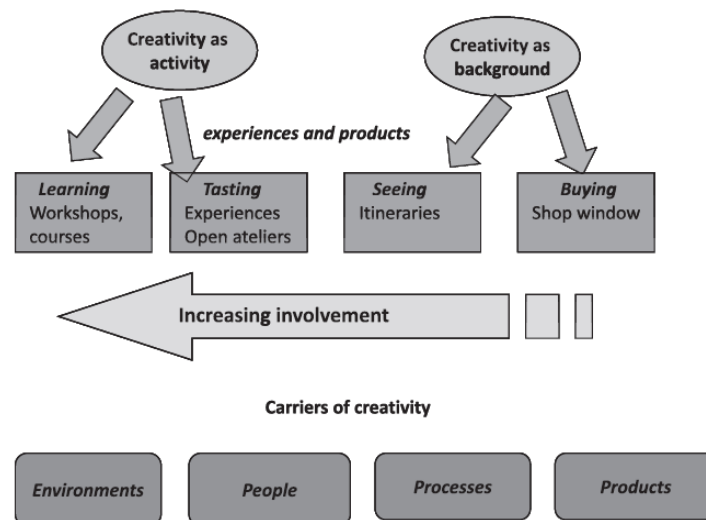 Creativity as
activity
Creativity as
background
experiences and products
Learning
Workshops,
courses
Tasting
Experiences
Open ateliers
Seeing
Itineraries
Buying
Shop window
Increasing involvement
Carriers of creativity
Environments
People
Processes
Products